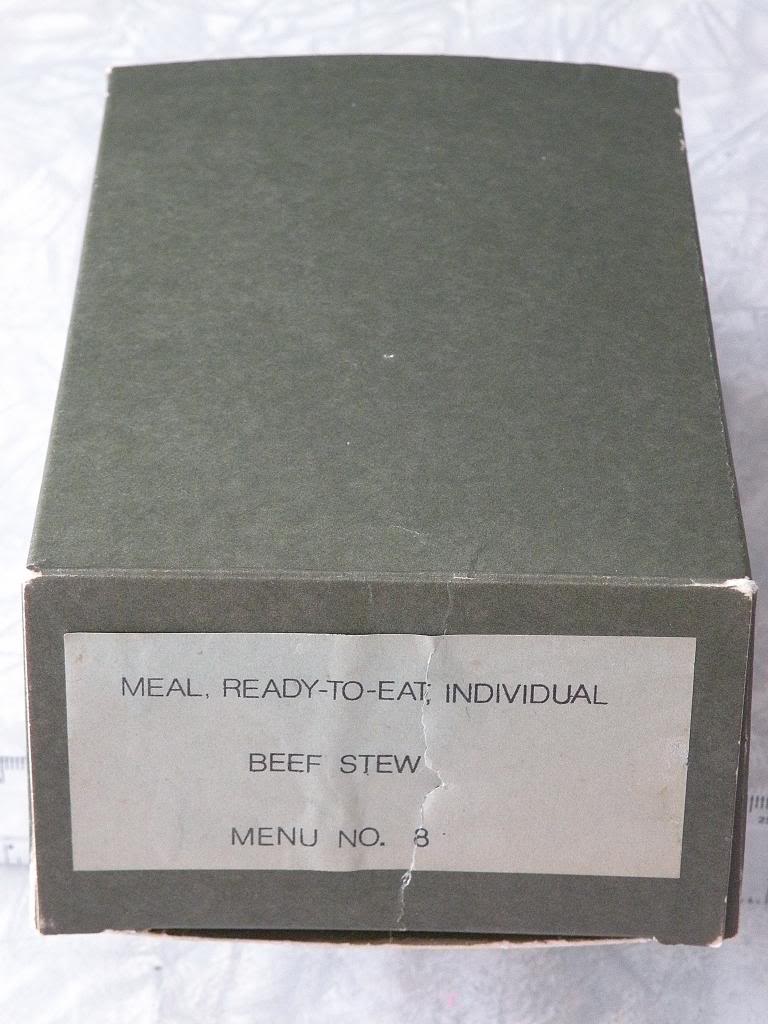 MEAL, READY-TO-EAT, INDIVIDUAL
BEEF STEW
MENU NO. 8